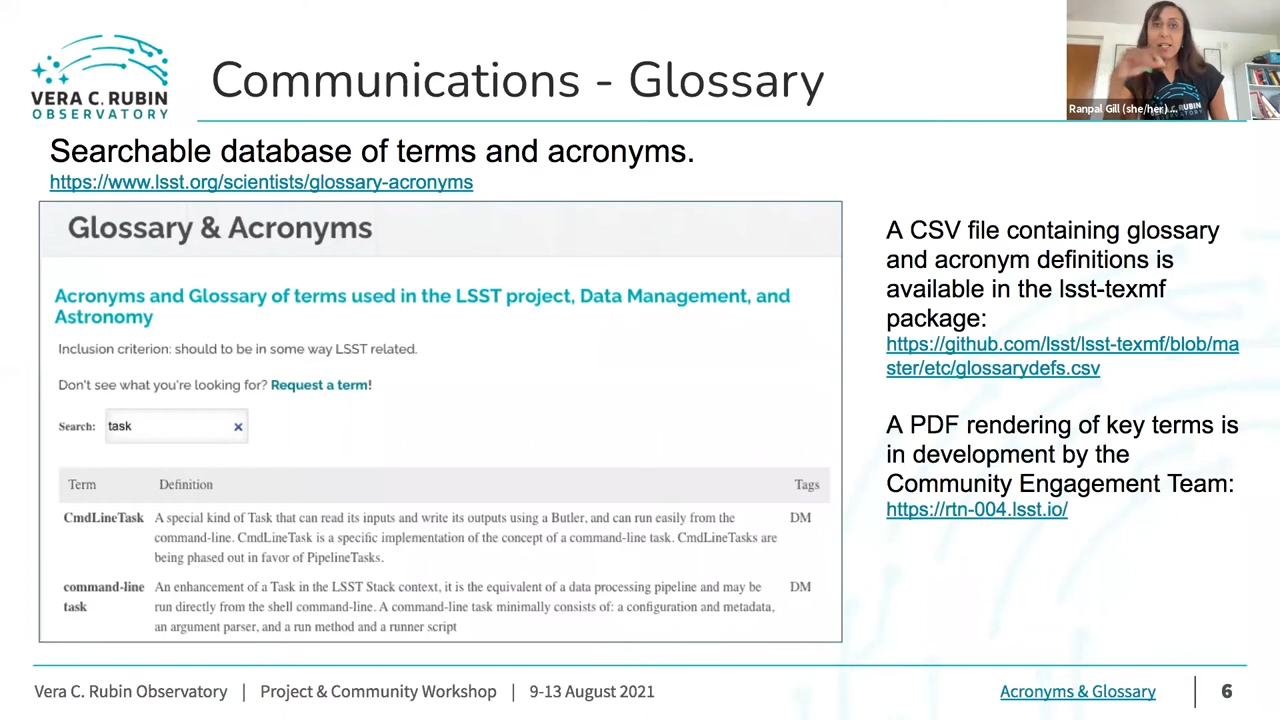 VERA C. RUBIN
OBSERVATORY
Communications - Glossary
Ranpal Gill (she/her)...
RUBIN
OBSERVATORY
Searchable database of terms and acronyms.
https://www.lsst.org/scientists/glossary-acronyms
Glossary & Acronyms
Acronyms and Glossary of terms used in the LSST project, Data Management, and
Astronomy
Inclusion criterion: should to be in some way LSST related.
Don't see what you're looking for? Request a term!
Search: task ×
Term Definition Tags
CmdLineTask A special kind of Task that can read its inputs and write its outputs using a Butler, and can run easily from the DM
command-line. CmdLineTask is a specific implementation of the concept of a command-line task. CmdLineTasks are
being phased out in favor of PipelineTasks.
command-line An enhancement of a Task in the LSST Stack context, it is the equivalent of a data processing pipeline and may be DM
task run directly from the shell command-line. A command-line task minimally consists of: a configuration and metadata,
an argument parser, and a run method and a runner script
A CSV file containing glossary
and acronym definitions is
available in the lsst-texmf
package:
https://github.com/lsst/lsst-texmf/blob/ma
ster/etc/glossarydefs.csv
A PDF rendering of key terms is
in development by the
Community Engagement Team:
https://rtn-004.lsst.io/
Vera C. Rubin Observatory | Project & Community Workshop | 9-13 August 2021
Acronyms & Glossary | 6